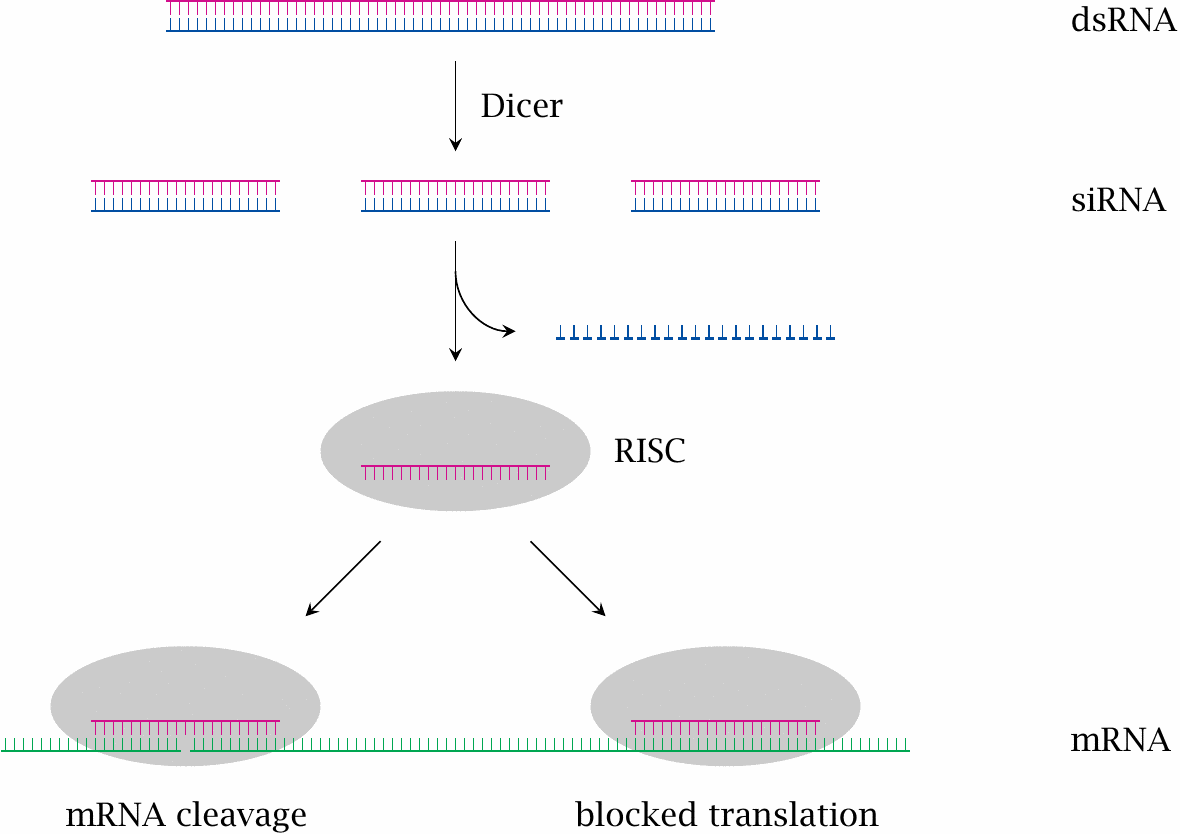 dsRNA
Dicer
siRNA
RISC
mRNA
mRNA cleavage
blocked translation